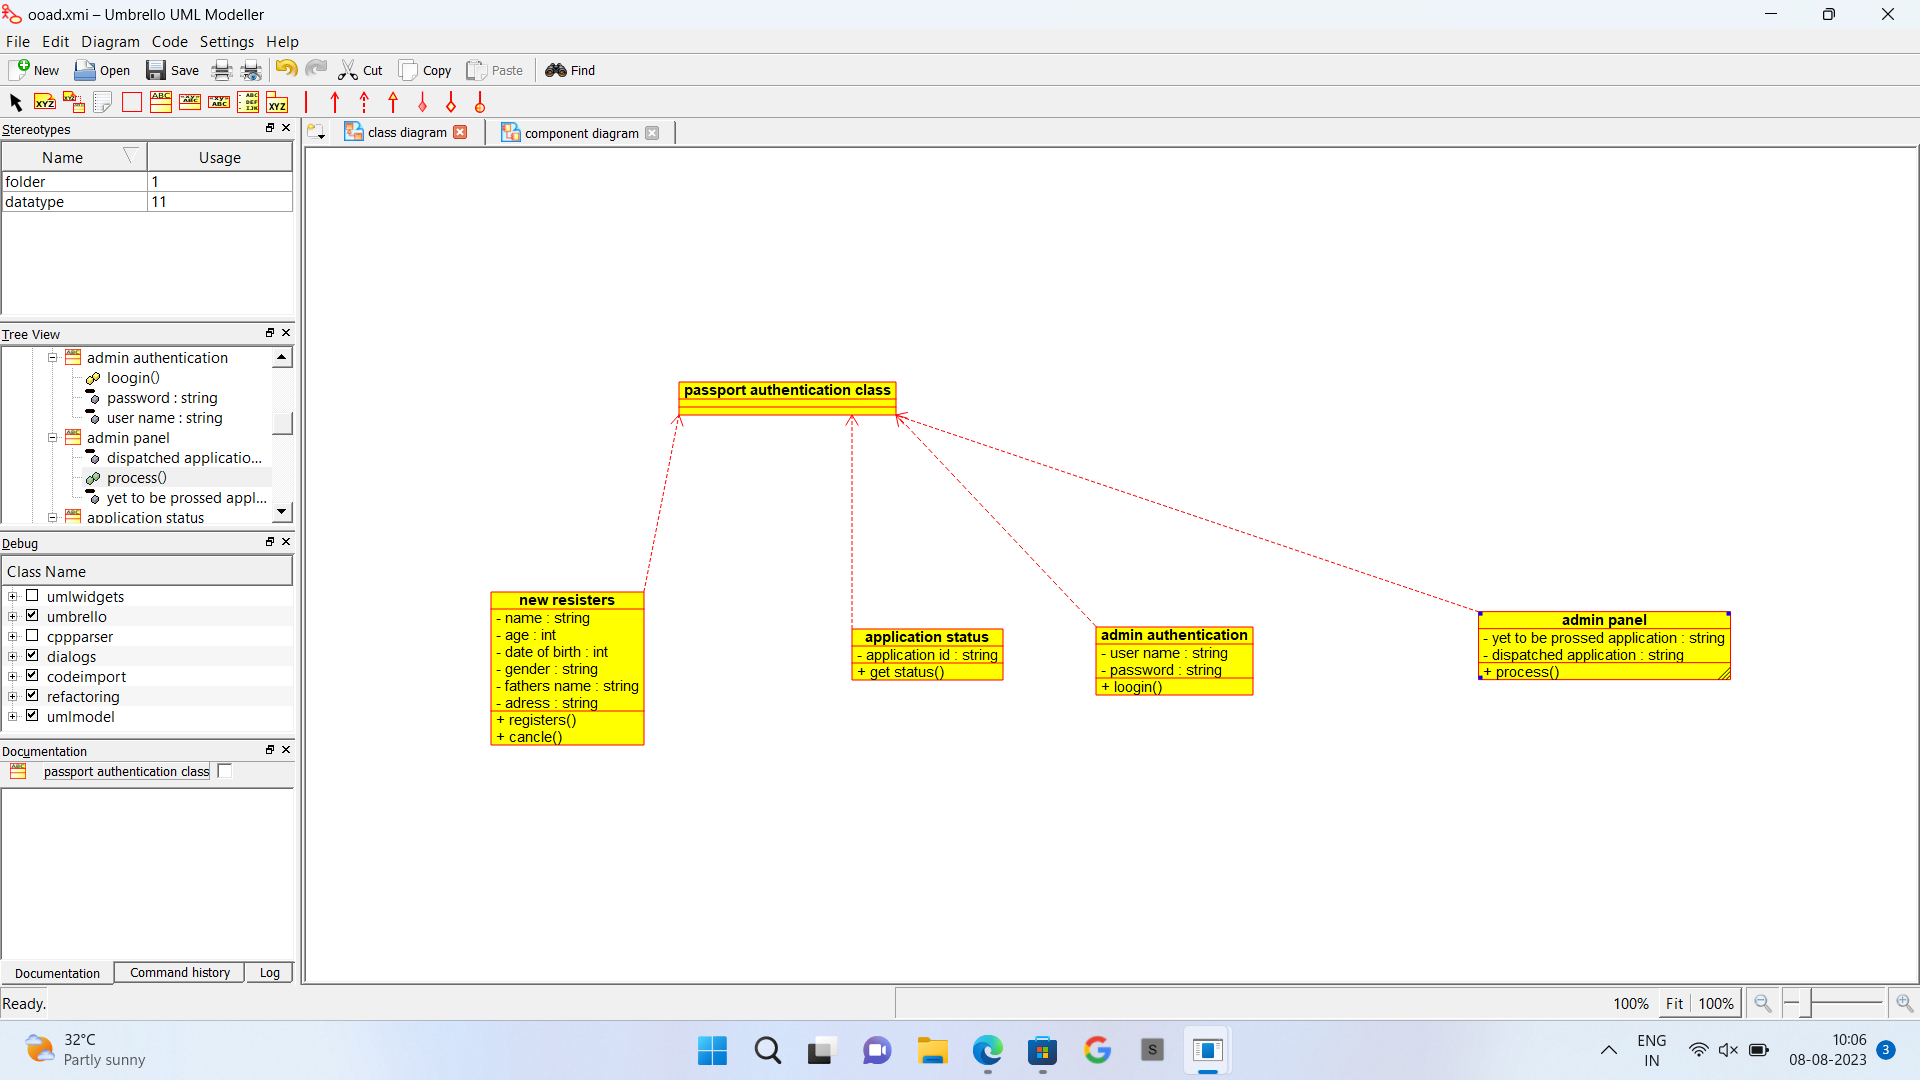 ooad.xmi – Umbrello UML Modeller
File Edit Diagram Code Settings Help
New Open Save Cut Copy Paste Find
Stereotypes
Name Usage
folder 1
datatype 11
Tree View
admin authentication
loogin()
password : string
user name : string
admin panel
dispatched applicatio...
process()
yet to be prossed appl...
application status
Debug
Class Name
umlwidgets
umbrello
cppparser
dialogs
codeimport
refactoring
umlmodel
Documentation
passport authentication class
Documentation Command history Log
Ready.
class diagram component diagram
passport authentication class
new resisters
- name : string
- age : int
- date of birth : int
- gender : string
- fathers name : string
- adress : string
+ registers()
+ cancle()
application status
- application id : string
+ get status()
admin authentication
- user name : string
- password : string
+ loogin()
admin panel
- yet to be prossed application : string
- dispatched application : string
+ process()
100% Fit 100%
32°C
Partly sunny
S
ENG
IN
10:06
08-08-2023
3